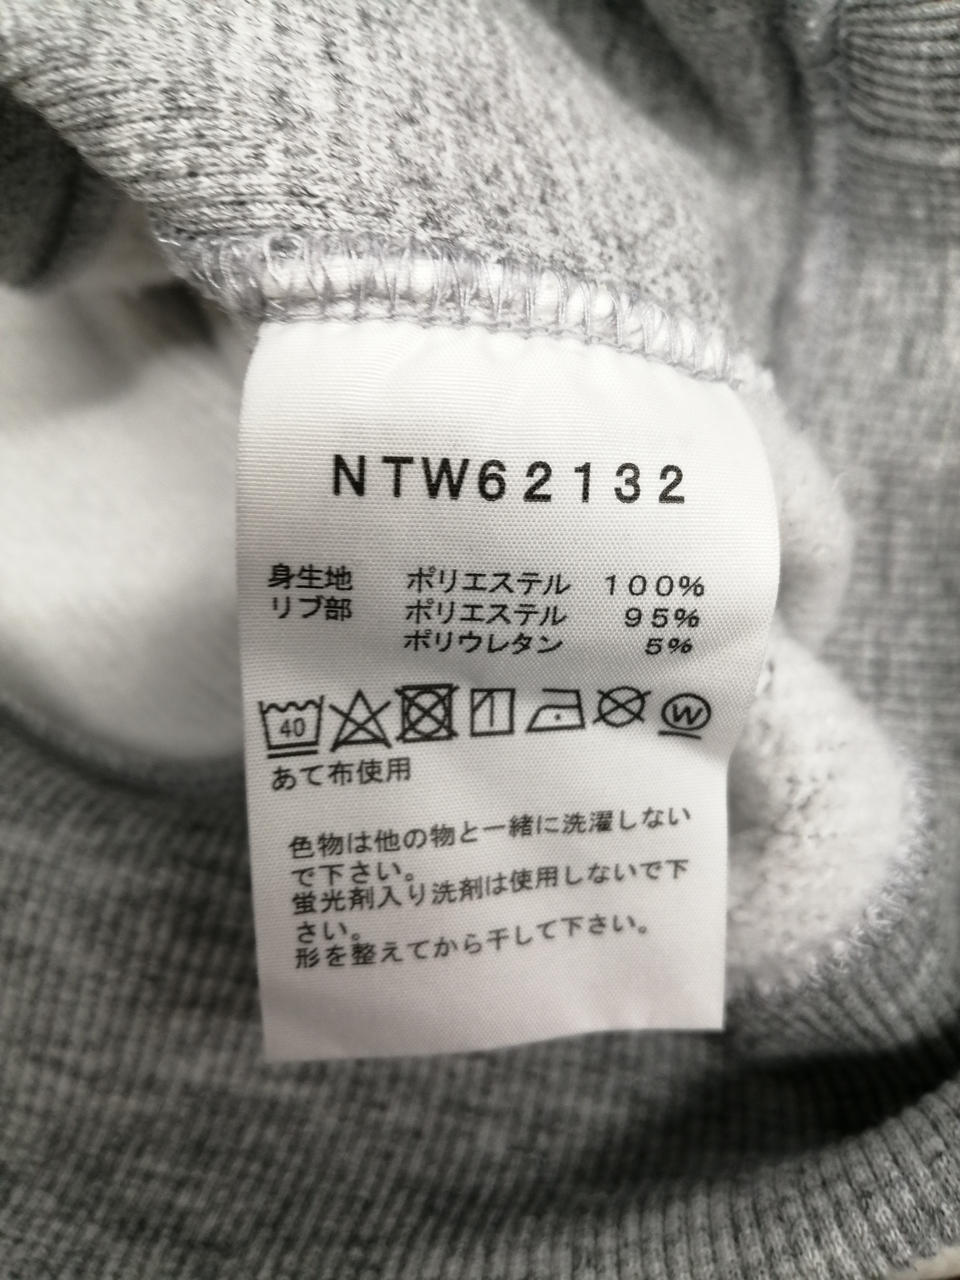 NTW62132
身生地 ポリエステル 100%
リブ部 ポリエステル 95%
ポリウレタン 5%
40 W
あて布使用
色物は他の物と一緒に洗濯しない
で下さい。
蛍光剤入り洗剤は使用しないで下
さい。
形を整えてから干して下さい。